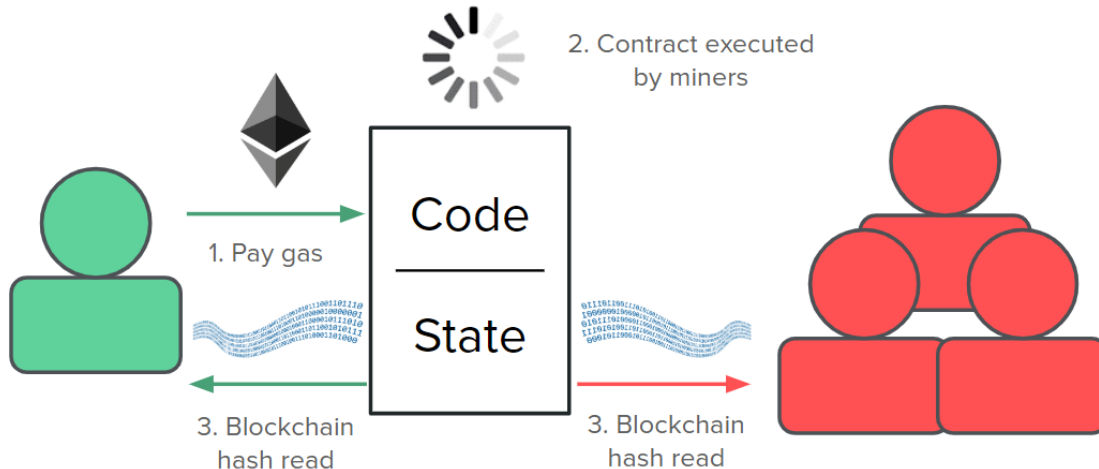 2. Contract executed
by miners
Code
1. Pay gas
State
3. Blockchain
hash read
3. Blockchain
hash read